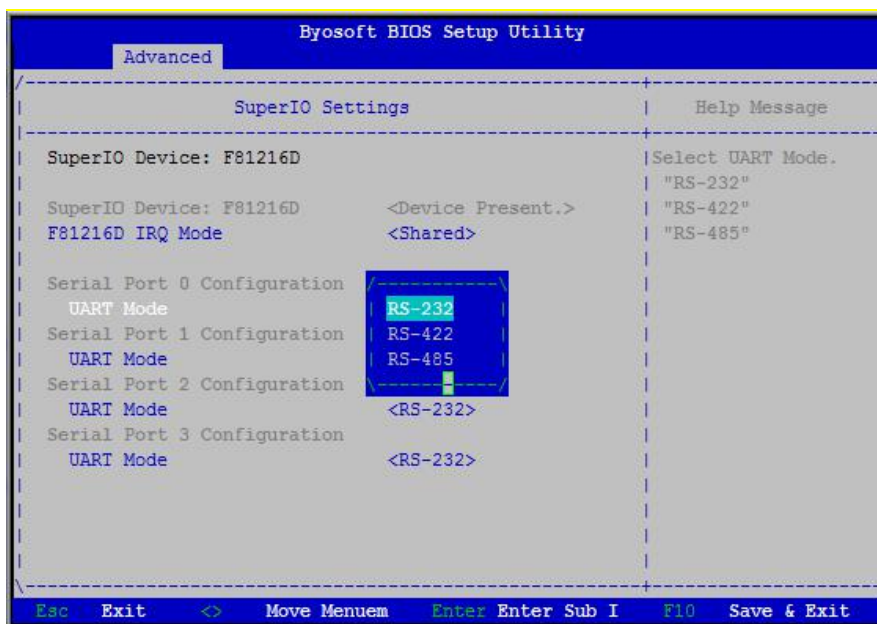 Byosoft BIOS Setup Utility
Advanced
SuperIO Settings
Help Message
SuperIO Device: F81216D
Select UART Mode.
"RS-232"
SuperIO Device: F81216D <Device Present.>
"RS-422"
F81216D IRQ Mode <Shared>
"RS-485"
Serial Port 0 Configuration
UART Mode RS-232
Serial Port 1 Configuration RS-422
UART Mode RS-485
Serial Port 2 Configuration
UART Mode <RS-232>
Serial Port 3 Configuration
UART Mode <RS-232>
Esc Exit <> Move Menuem Enter Enter Sub I F10 Save & Exit